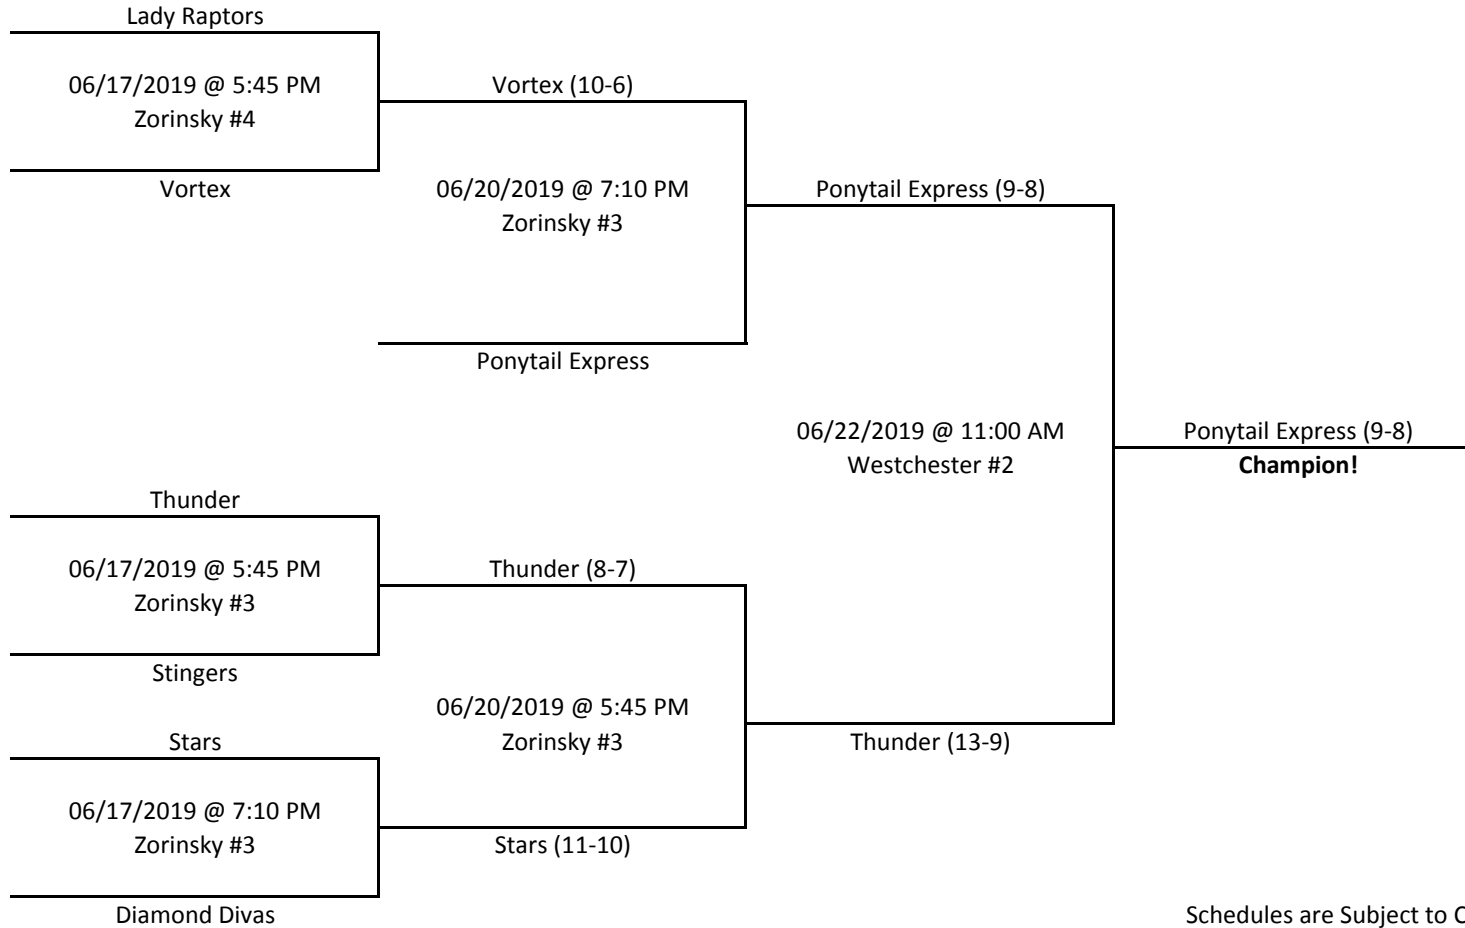 Lady Raptors
06/17/2019 @ 5:45 PM
Zorinsky #4
Vortex
Vortex (10-6)
06/20/2019 @ 7:10 PM
Zorinsky #3
Ponytail Express
Ponytail Express (9-8)
06/22/2019 @ 11:00 AM
Westchester #2
Ponytail Express (9-8)
Champion!
Thunder
06/17/2019 @ 5:45 PM
Zorinsky #3
Stingers
Thunder (8-7)
06/20/2019 @ 5:45 PM
Zorinsky #3
Thunder (13-9)
Stars
06/17/2019 @ 7:10 PM
Zorinsky #3
Stars (11-10)
Diamond Divas
Schedules are Subject to